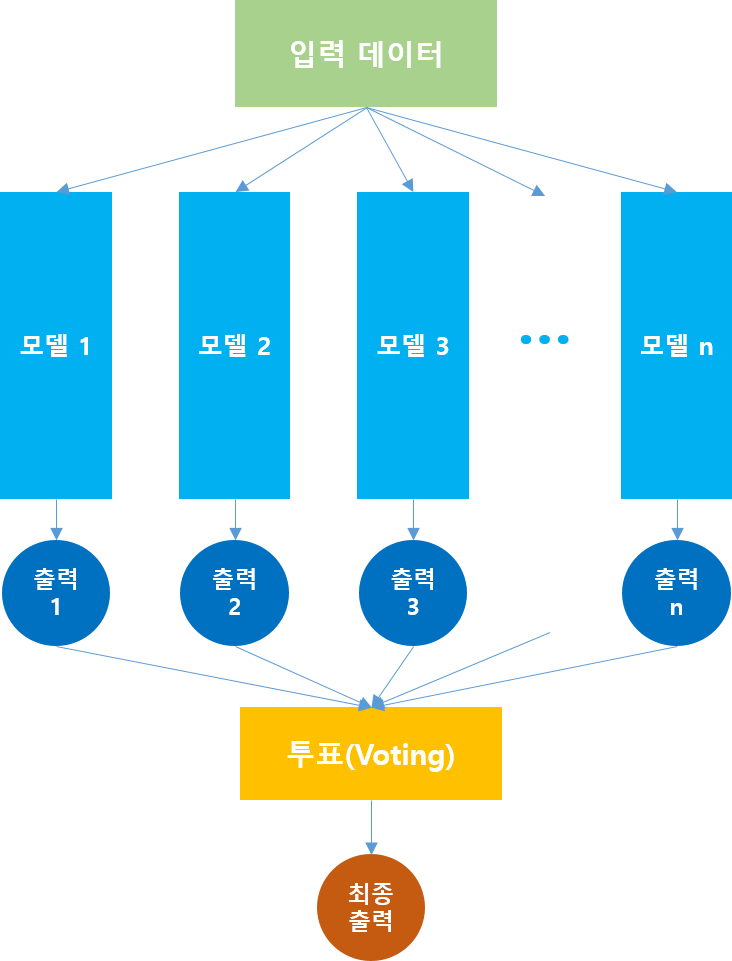 입력 데이터
모델 1
모델 2
모델 3
...
모델 n
출력
1
출력
2
출력
3
출력
n
투표(Voting)
최종
출력